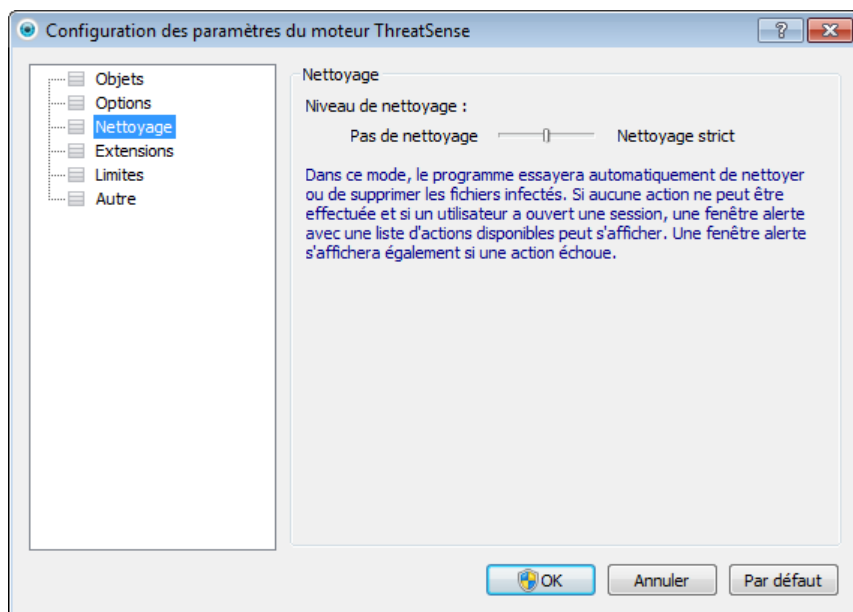 Configuration des paramètres du moteur ThreatSense
Objets
Options
Nettoyage
Extensions
Limites
Autre
Nettoyage
Niveau de nettoyage :
Pas de nettoyage
Nettoyage strict
Dans ce mode, le programme essayera automatiquement de nettoyer
ou de supprimer les fichiers infectés. Si aucune action ne peut être
effectuée et si un utilisateur a ouvert une session, une fenêtre alerte
avec une liste d'actions disponibles peut s'afficher. Une fenêtre alerte
s'affichera également si une action échoue.
OK
Annuler
Par défaut